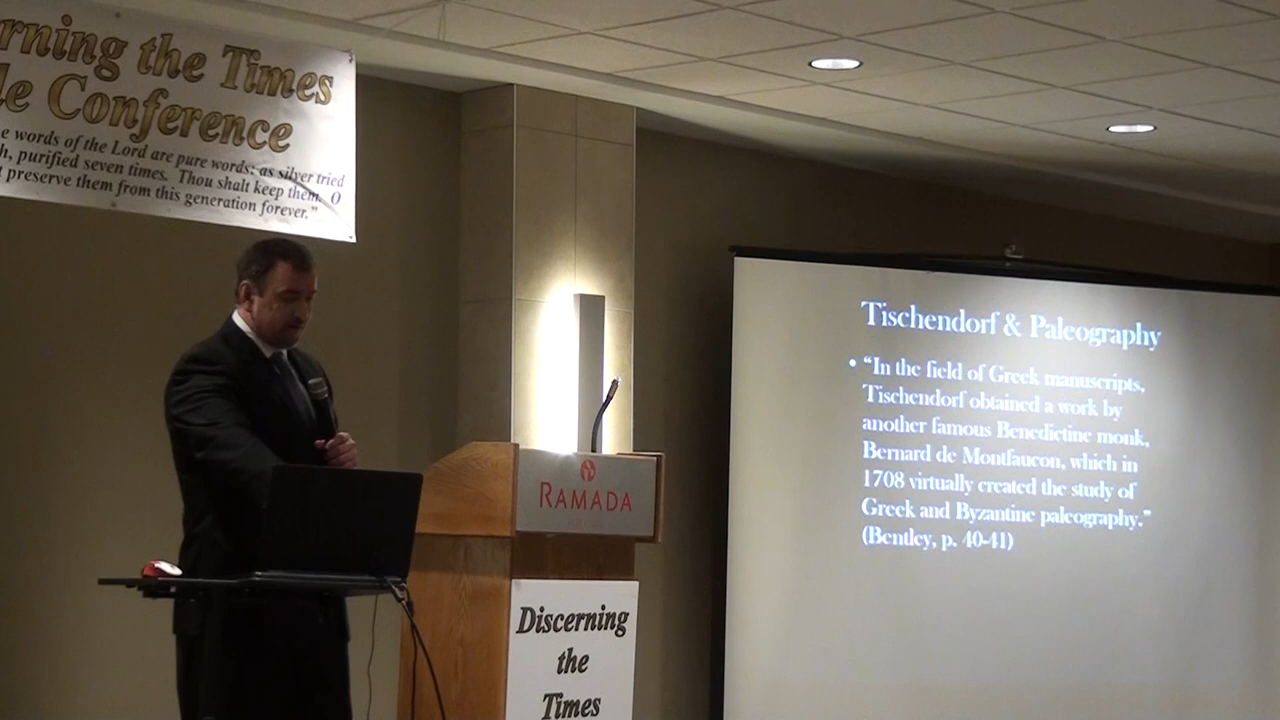 rning the Times
le Conference
e words of the Lord are pure words: as silver tried
h, purified seven times. Thou shalt keep them, O
t preserve them from this generation forever."
Tischendorf & Paleography
• “In the field of Greek manuscripts,
Tischendorf obtained a work by
another famous Benedictine monk,
Bernard de Montfaucon, which in
1708 virtually created the study of
Greek and Byzantine paleography.”
(Bentley, p. 40-41)
RAMADA
Discerning
the
Times